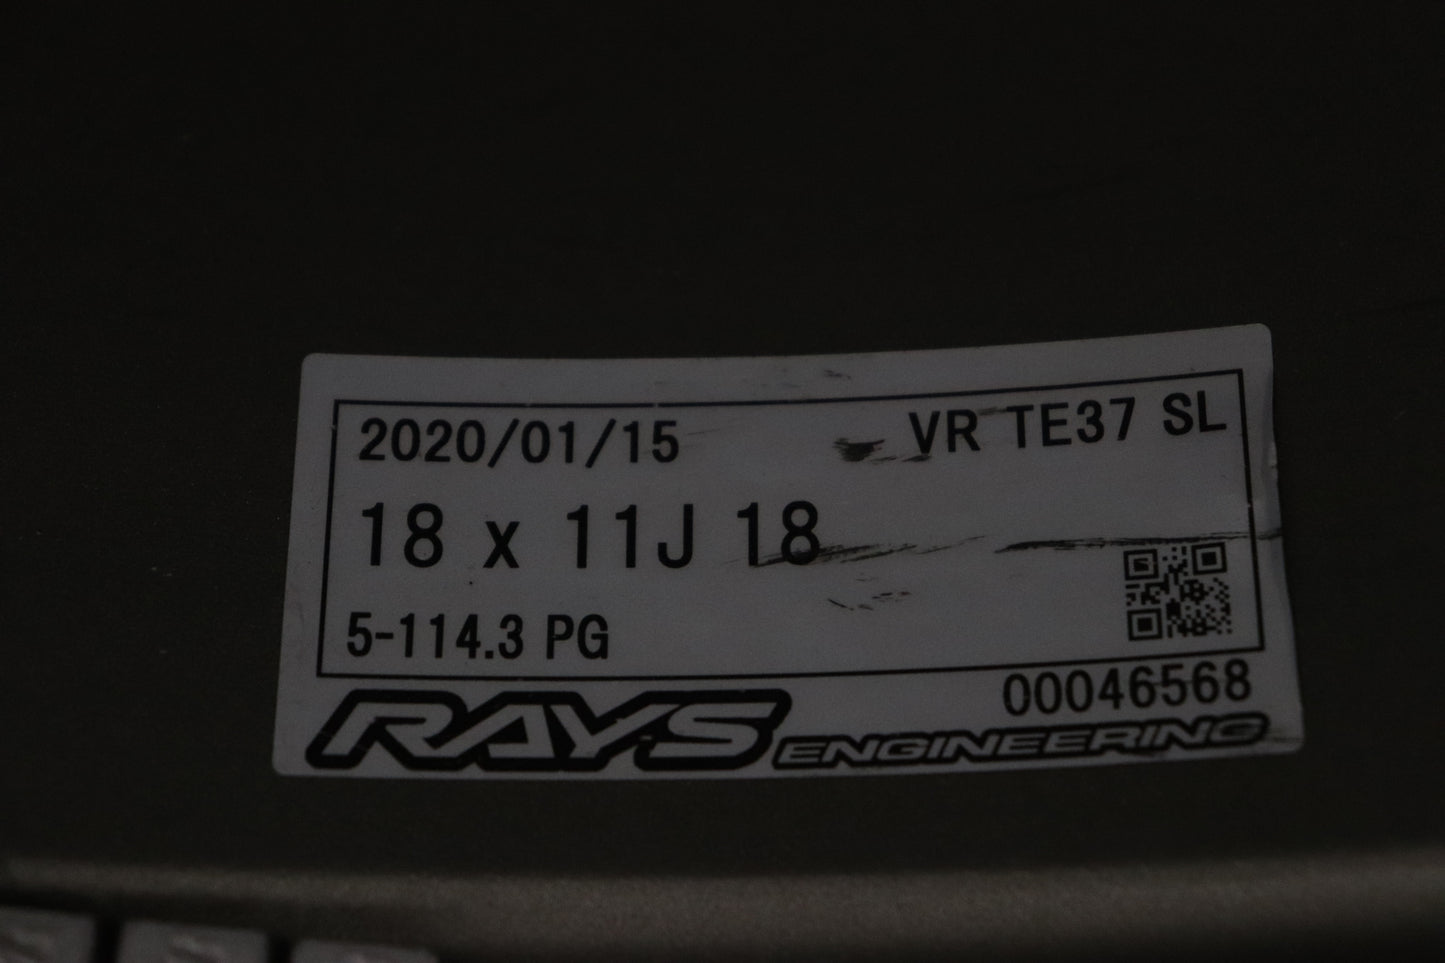 2020/01/15 VR TE37 SL
18 x 11J 18
5-114.3 PG
00046568
RAYS ENGINEERING